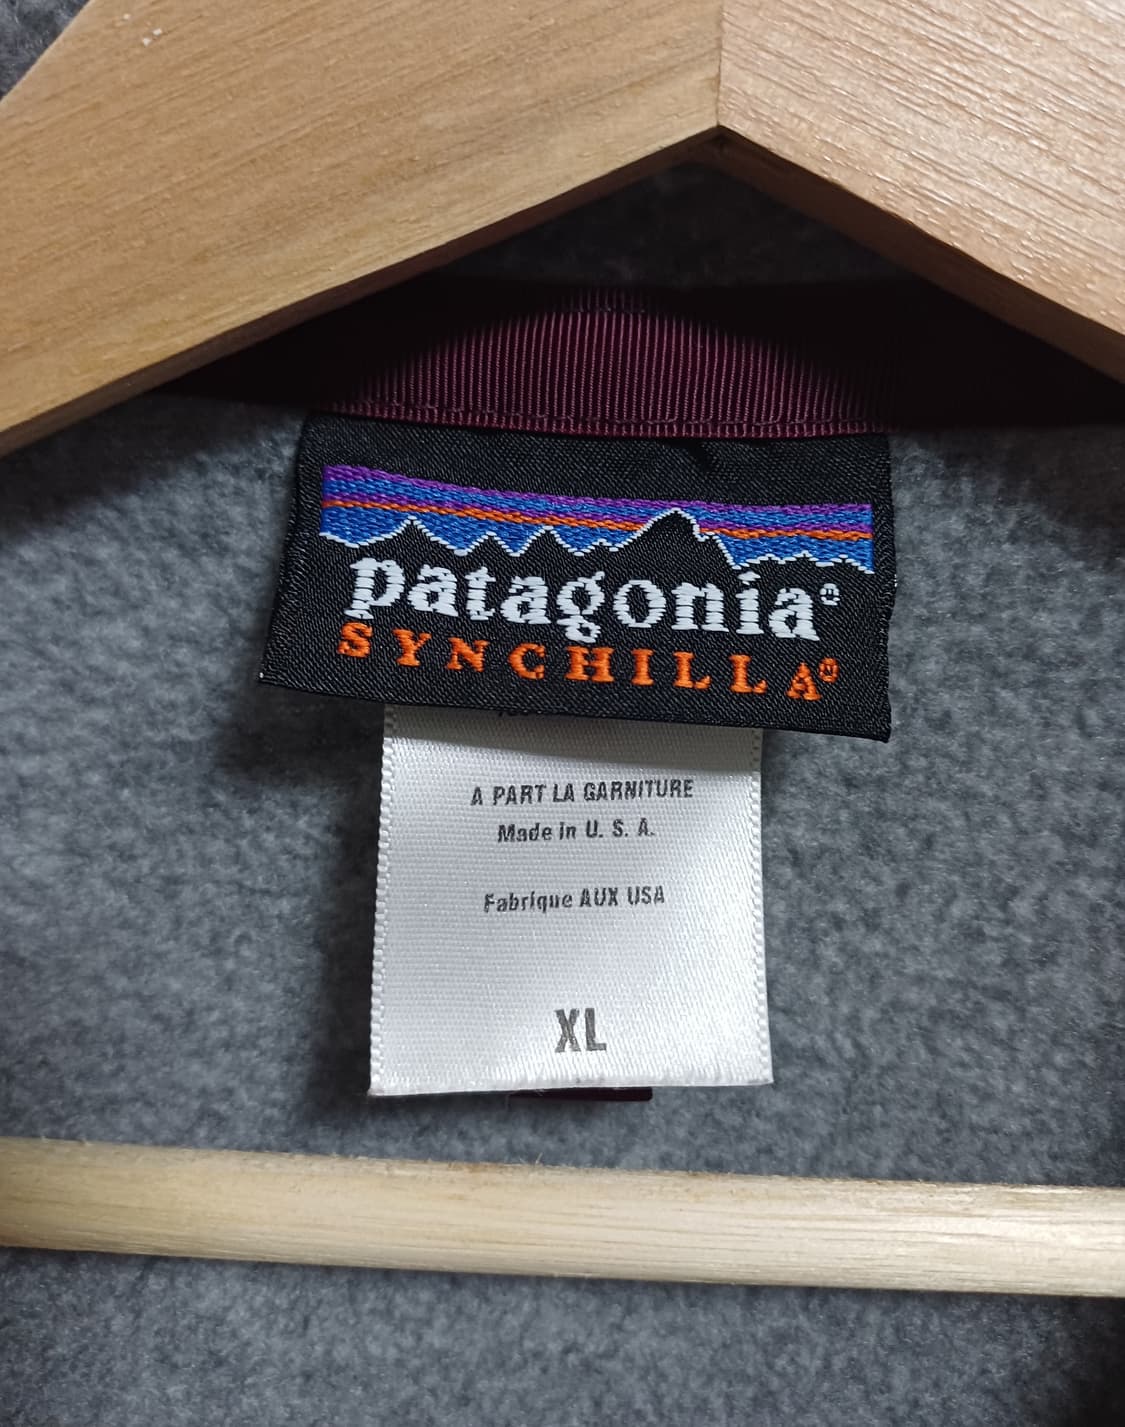 patagonia®
SYNCHILLA®
A PART LA GARNITURE
Made in U. S. A.
Fabrique AUX USA
XL